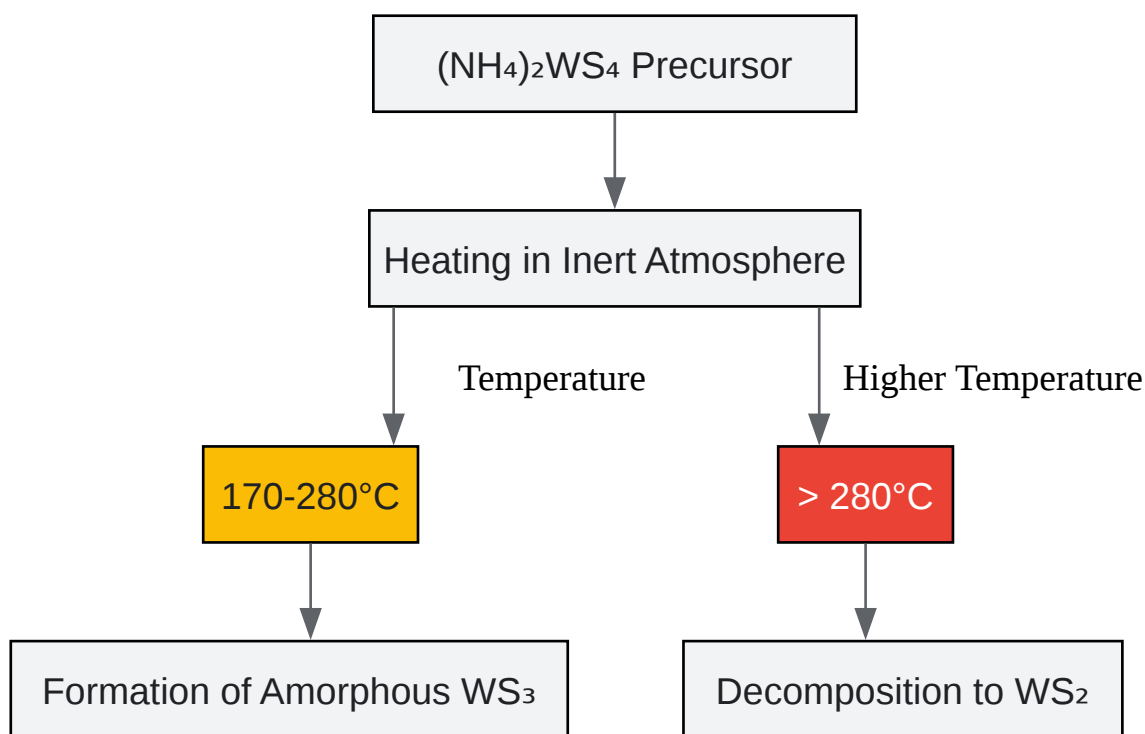 (NH₄)₂WS₄ Precursor
Heating in Inert Atmosphere
Temperature
Higher Temperature
170-280°C
> 280°C
Formation of Amorphous WS₃
Decomposition to WS₂